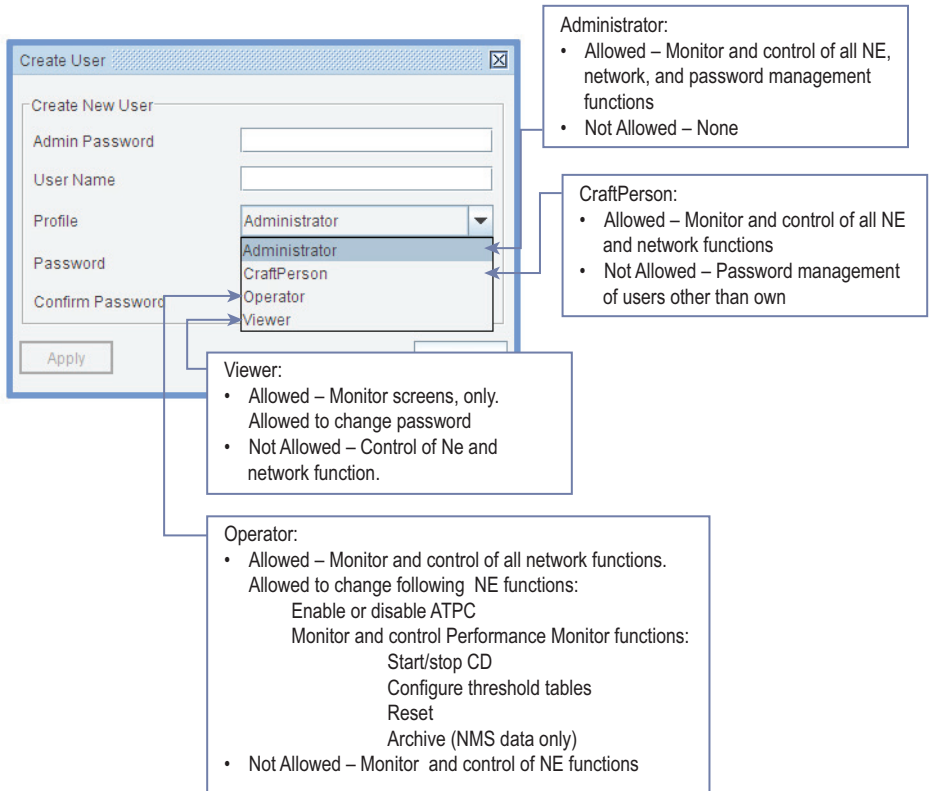 Create User
Create New User
Admin Password
User Name
Profile
Administrator
Password
Administrator
CraftPerson
Confirm Password
Operator
Viewer
Apply
Administrator:
• Allowed – Monitor and control of all NE,
network, and password management
functions
• Not Allowed – None
CraftPerson:
• Allowed – Monitor and control of all NE
and network functions
• Not Allowed – Password management
of users other than own
Viewer:
• Allowed – Monitor screens, only.
Allowed to change password
• Not Allowed – Control of Ne and
network function.
Operator:
• Allowed – Monitor and control of all network functions.
Allowed to change following NE functions:
Enable or disable ATPC
Monitor and control Performance Monitor functions:
Start/stop CD
Configure threshold tables
Reset
Archive (NMS data only)
• Not Allowed – Monitor and control of NE functions